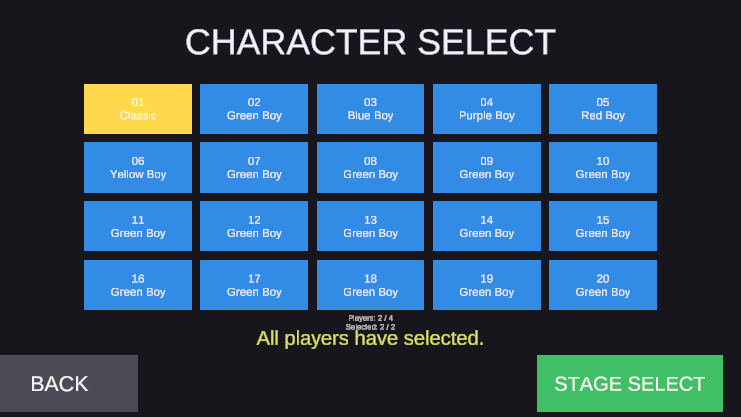 CHARACTER SELECT
01
Classic
02
Green Boy
03
Blue Boy
04
Purple Boy
05
Red Boy
06
Yellow Boy
07
Green Boy
08
Green Boy
09
Green Boy
10
Green Boy
11
Green Boy
12
Green Boy
13
Green Boy
14
Green Boy
15
Green Boy
16
Green Boy
17
Green Boy
18
Green Boy
19
Green Boy
20
Green Boy
Players: 2 / 4
Selected: 2 / 2
All players have selected.
BACK
STAGE SELECT